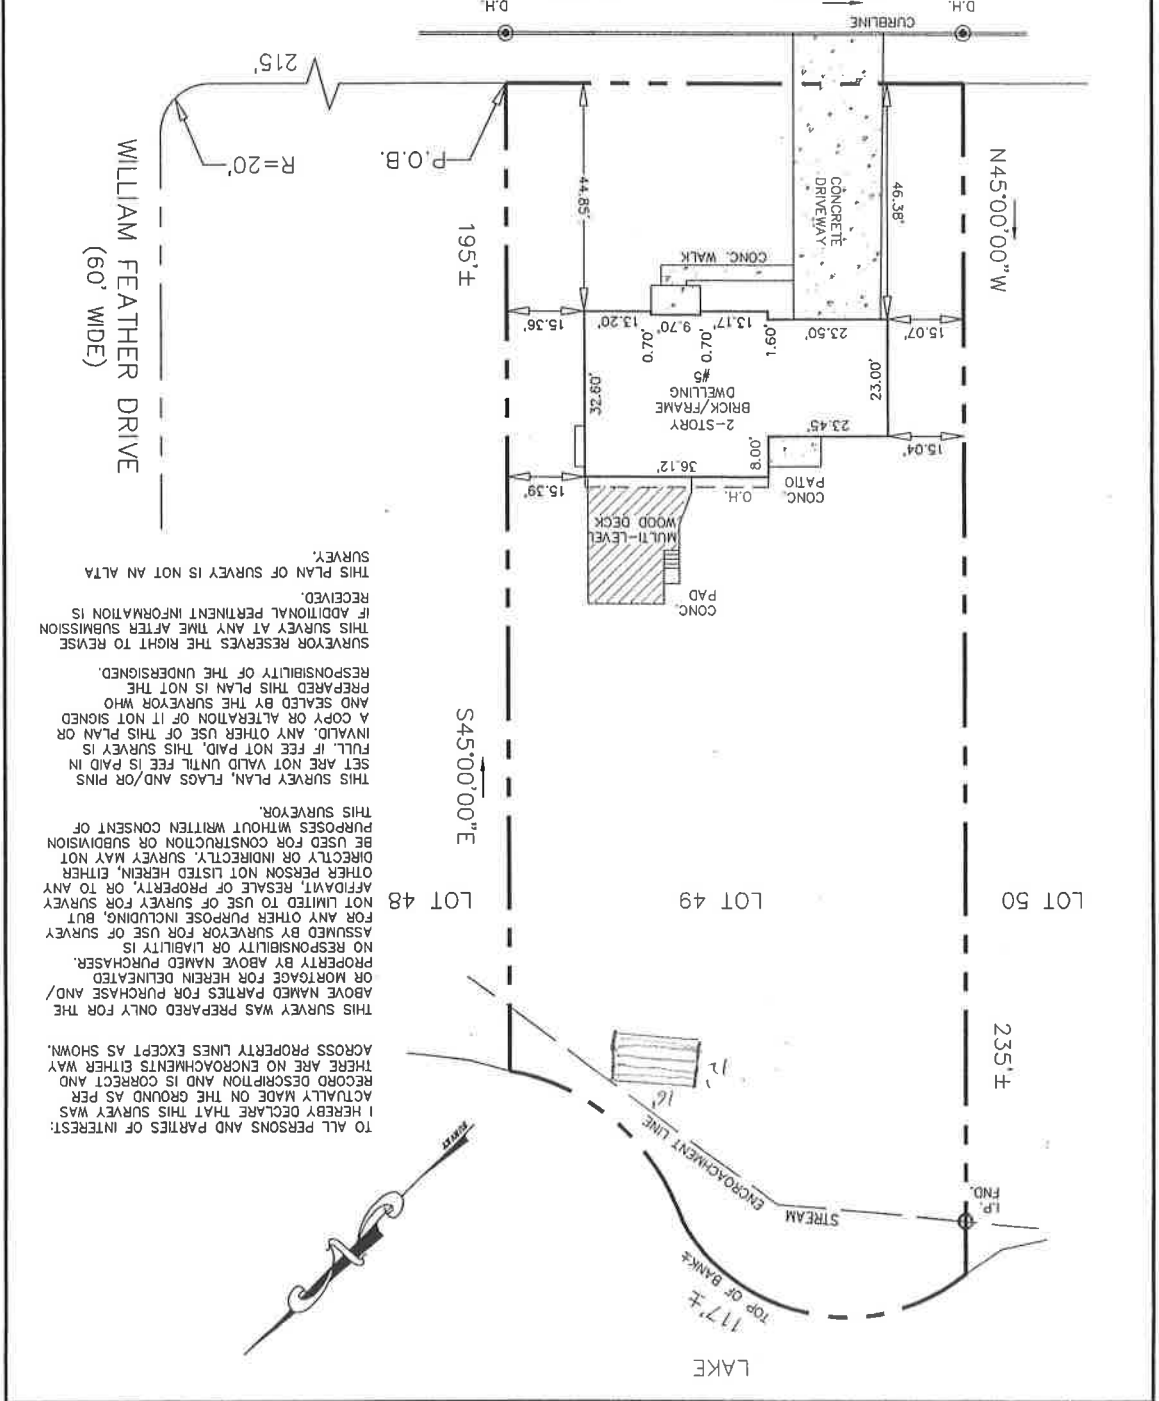 LAKE
117'±
TOP OF BANK±
STREAM
ENCROACHMENT LINE
I.P.
FND.
16'
12'
235'±
LOT 50
LOT 49
LOT 48
S45°00'00"E
N45°00'00"W
195'±
TO ALL PERSONS AND PARTIES OF INTEREST:
I HEREBY DECLARE THAT THIS SURVEY WAS
ACTUALLY MADE ON THE GROUND AS PER
RECORD DESCRIPTION AND IS CORRECT AND
THERE ARE NO ENCROACHMENTS EITHER WAY
ACROSS PROPERTY LINES EXCEPT AS SHOWN.
THIS SURVEY WAS PREPARED ONLY FOR THE
ABOVE NAMED PARTIES FOR PURCHASE AND/
OR MORTGAGE FOR HEREIN DELINEATED
PROPERTY BY ABOVE NAMED PURCHASER.
NO RESPONSIBILITY OR LIABILITY IS
ASSUMED BY SURVEYOR FOR USE OF SURVEY
FOR ANY OTHER PURPOSE INCLUDING, BUT
NOT LIMITED TO USE OF SURVEY FOR SURVEY
AFFIDAVIT, RESALE OF PROPERTY, OR TO ANY
OTHER PERSON NOT LISTED HEREIN, EITHER
DIRECTLY OR INDIRECTLY. SURVEY MAY NOT
BE USED FOR CONSTRUCTION OR SUBDIVISION
PURPOSES WITHOUT WRITTEN CONSENT OF
THIS SURVEYOR.
THIS SURVEY PLAN, FLAGS AND/OR PINS
SET ARE NOT VALID UNTIL FEE IS PAID IN
FULL. IF FEE NOT PAID, THIS SURVEY IS
INVALID. ANY OTHER USE OF THIS PLAN OR
A COPY OR ALTERATION OF IT NOT SIGNED
AND SEALED BY THE SURVEYOR WHO
PREPARED THIS PLAN IS NOT THE
RESPONSIBILITY OF THE UNDERSIGNED.
SURVEYOR RESERVES THE RIGHT TO REVISE
THIS SURVEY AT ANY TIME AFTER SUBMISSION
IF ADDITIONAL PERTINENT INFORMATION IS
RECEIVED.
THIS PLAN OF SURVEY IS NOT AN ALTA
SURVEY.
CONC.
PAD
MULTI-LEVEL
WOOD DECK
O.H.
CONC.
PATIO
15.39'
36.12'
8.00'
23.45'
15.04'
2-STORY
BRICK/FRAME
DWELLING
#5
32.60'
23.00'
15.36'
13.20'
0.70'
9.70'
0.70'
13.17'
1.60'
23.50'
15.07'
CONC. WALK
CONCRETE
DRIVEWAY
44.85'
46.38'
P.O.B.
R=20'
215'
WILLIAM FEATHER DRIVE
(60' WIDE)
CURBLINE
D.H.
D.H.